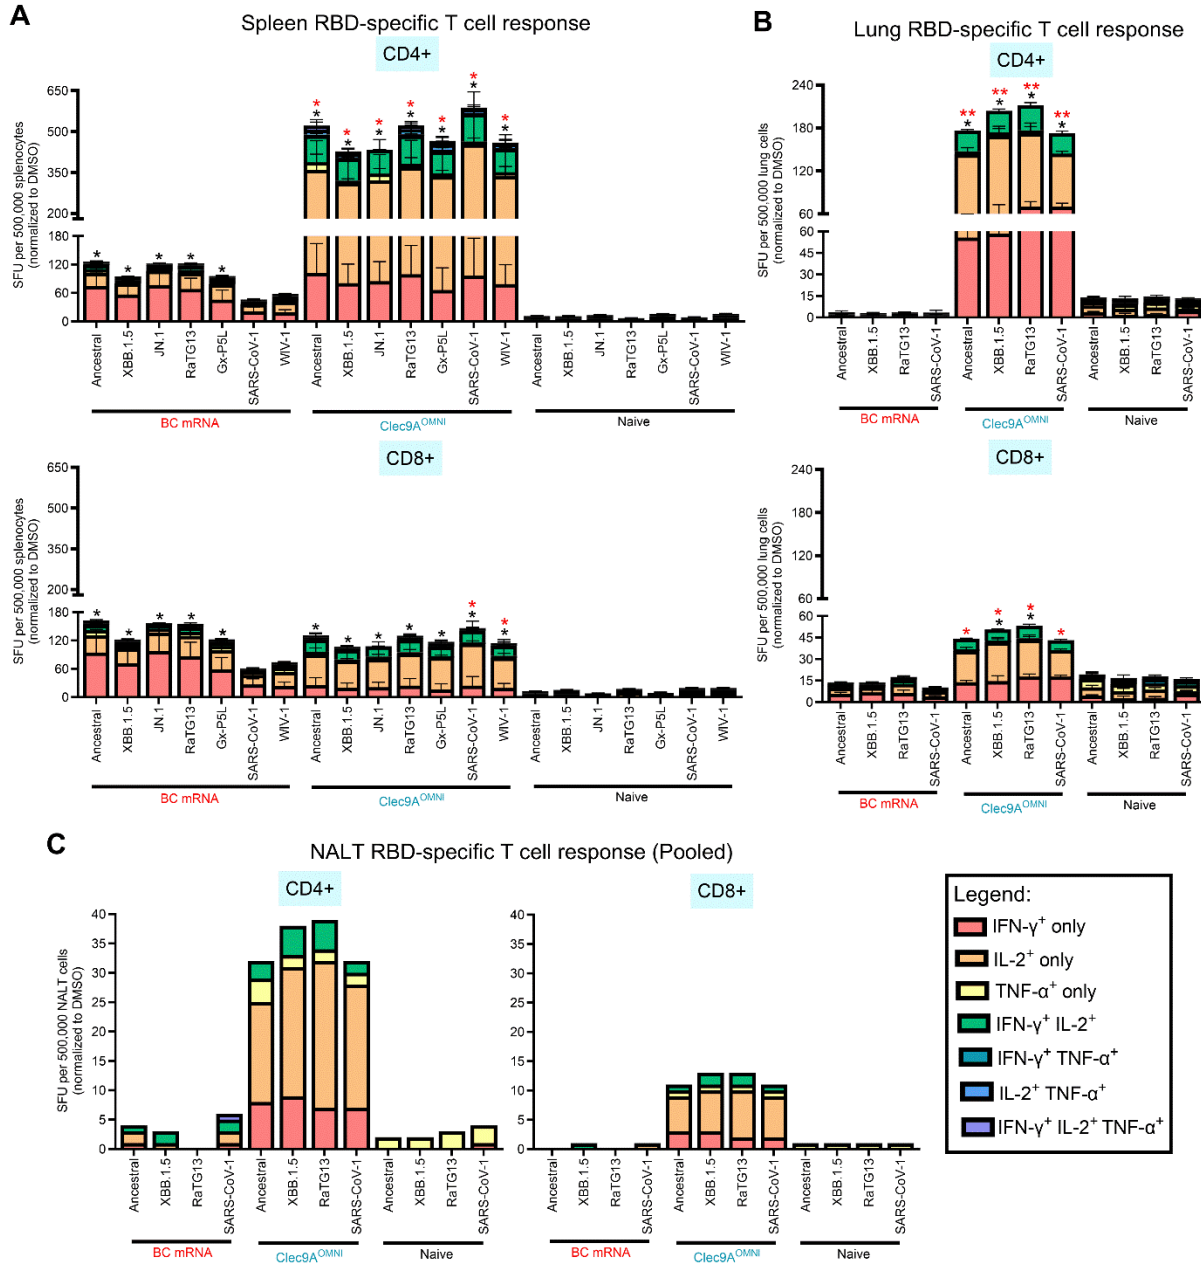 A
Spleen RBD-specific T cell response
CD4+
SFU per 500,000 splenocytes
(normalized to DMSO)
650
500
350
200
180
120
60
0
* * * * *
* * * * * * *
* * * * * *
Ancestral
XBB.1.5
JN.1
RaTG13
Gx-P5L
SARS-CoV-1
WIV-1
Ancestral
XBB.1.5
JN.1
RaTG13
Gx-P5L
SARS-CoV-1
WIV-1
Ancestral
XBB.1.5
JN.1
RaTG13
Gx-P5L
SARS-CoV-1
WIV-1
BC mRNA
Clec9A^OMNI
Naive
CD8+
SFU per 500,000 splenocytes
(normalized to DMSO)
650
500
350
200
180
120
60
0
* * * * *
* *
* * * * * * *
Ancestral
XBB.1.5
JN.1
RaTG13
Gx-P5L
SARS-CoV-1
WIV-1
Ancestral
XBB.1.5
JN.1
RaTG13
Gx-P5L
SARS-CoV-1
WIV-1
Ancestral
XBB.1.5
JN.1
RaTG13
Gx-P5L
SARS-CoV-1
WIV-1
BC mRNA
Clec9A^OMNI
Naive
B
Lung RBD-specific T cell response
CD4+
SFU per 500,000 lung cells
(normalized to DMSO)
240
180
120
60
60
45
30
15
0
** ** ** **
* * * *
Ancestral
XBB.1.5
RaTG13
SARS-CoV-1
Ancestral
XBB.1.5
RaTG13
SARS-CoV-1
Ancestral
XBB.1.5
RaTG13
SARS-CoV-1
BC mRNA
Clec9A^OMNI
Naive
CD8+
SFU per 500,000 lung cells
(normalized to DMSO)
240
180
120
60
60
45
30
15
0
* * * *
* *
Ancestral
XBB.1.5
RaTG13
SARS-CoV-1
Ancestral
XBB.1.5
RaTG13
SARS-CoV-1
Ancestral
XBB.1.5
RaTG13
SARS-CoV-1
BC mRNA
Clec9A^OMNI
Naive
C
NALT RBD-specific T cell response (Pooled)
CD4+
SFU per 500,000 NALT cells
(normalized to DMSO)
40
35
30
25
20
15
10
5
0
Ancestral
XBB.1.5
RaTG13
SARS-CoV-1
Ancestral
XBB.1.5
RaTG13
SARS-CoV-1
Ancestral
XBB.1.5
RaTG13
SARS-CoV-1
BC mRNA
Clec9A^OMNI
Naive
CD8+
40
35
30
25
20
15
10
5
0
Ancestral
XBB.1.5
RaTG13
SARS-CoV-1
Ancestral
XBB.1.5
RaTG13
SARS-CoV-1
Ancestral
XBB.1.5
RaTG13
SARS-CoV-1
BC mRNA
Clec9A^OMNI
Naive
Legend:
IFN-γ⁺ only
IL-2⁺ only
TNF-α⁺ only
IFN-γ⁺ IL-2⁺
IFN-γ⁺ TNF-α⁺
IL-2⁺ TNF-α⁺
IFN-γ⁺ IL-2⁺ TNF-α⁺